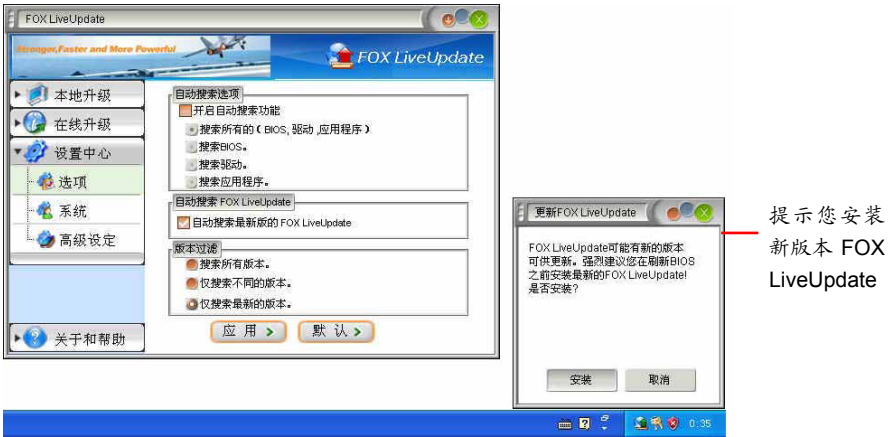 FOX LiveUpdate
Stronger,Faster and More Powerful
FOX LiveUpdate
本地升级
在线升级
设置中心
选项
系统
高级设定
关于和帮助
自动搜索选项
开启自动搜索功能
搜索所有的（BIOS,驱动,应用程序）
搜索BIOS。
搜索驱动。
搜索应用程序。
自动搜索 FOX LiveUpdate
自动搜索最新版的 FOX LiveUpdate
版本过滤
搜索所有版本。
仅搜索不同的版本。
仅搜索最新的版本。
应 用
默 认
更新FOX LiveUpdate
FOX LiveUpdate可能有新的版本
可供更新。强烈建议您在刷新BIOS
之前安装最新的FOX LiveUpdate!
是否安装?
安装
取消
提示您安装
新版本 FOX
LiveUpdate
0:35